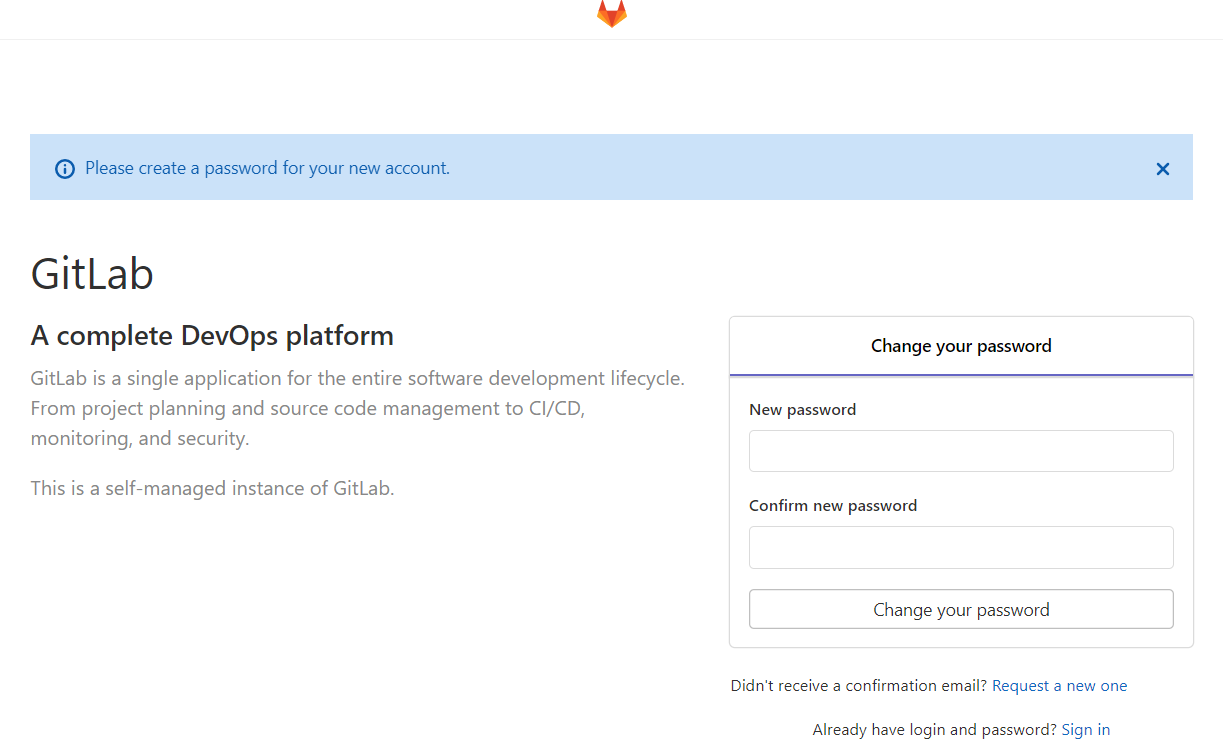 Please create a password for your new account.
GitLab
A complete DevOps platform
GitLab is a single application for the entire software development lifecycle.
From project planning and source code management to CI/CD,
monitoring, and security.
This is a self-managed instance of GitLab.
Change your password
New password
Confirm new password
Change your password
Didn't receive a confirmation email? Request a new one
Already have login and password? Sign in